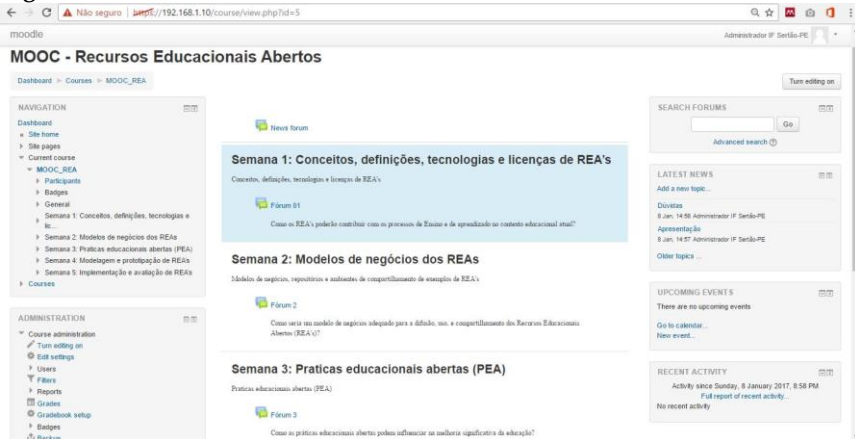 Não seguro | https://192.168.1.10/course/view.php?id=5
moodle
Administrador IF Sertão-PE
MOOC - Recursos Educacionais Abertos
Dashboard ▸ Courses ▸ MOOC_REA
Turn editing on
NAVIGATION
Dashboard
Site home
Site pages
Current course
MOOC_REA
Participants
Badges
General
Semana 1: Conceitos, definições, tecnologias e
lic...
Semana 2: Modelos de negócios dos REAs
Semana 3: Praticas educacionais abertas (PEA)
Semana 4: Modelagem e prototipação de REAs
Semana 5: Implementação e avaliação de REAs
Courses
ADMINISTRATION
Course administration
Turn editing on
Edit settings
Users
Filters
Reports
Grades
Gradebook setup
Badges
Backup
News forum
Semana 1: Conceitos, definições, tecnologias e licenças de REA's
Conceitos, definições, tecnologias e licenças de REA's
Fórum 01
Como os REA's poderão contribuir com os processos de Ensino e de aprendizado no contexto educacional atual?
Semana 2: Modelos de negócios dos REAs
Modelos de negócios, repositórios e ambientes de compartilhamento de exemplos de REA's
Fórum 2
Como seria um modelo de negócios adequado para a difusão, uso, e compartilhamento dos Recursos Educacionais
Abertos (REA's)?
Semana 3: Praticas educacionais abertas (PEA)
Praticas educacionais abertas (PEA)
Fórum 3
Como as práticas educacionais abertas podem influenciar na melhoria significativa da educação?
SEARCH FORUMS
Go
Advanced search
LATEST NEWS
Add a new topic...
Dúvidas
8 Jan, 14:58 Administrador IF Sertão-PE
Apresentação
8 Jan, 14:57 Administrador IF Sertão-PE
Older topics ...
UPCOMING EVENTS
There are no upcoming events
Go to calendar...
New event...
RECENT ACTIVITY
Activity since Sunday, 8 January 2017, 8:58 PM
Full report of recent activity...
No recent activity